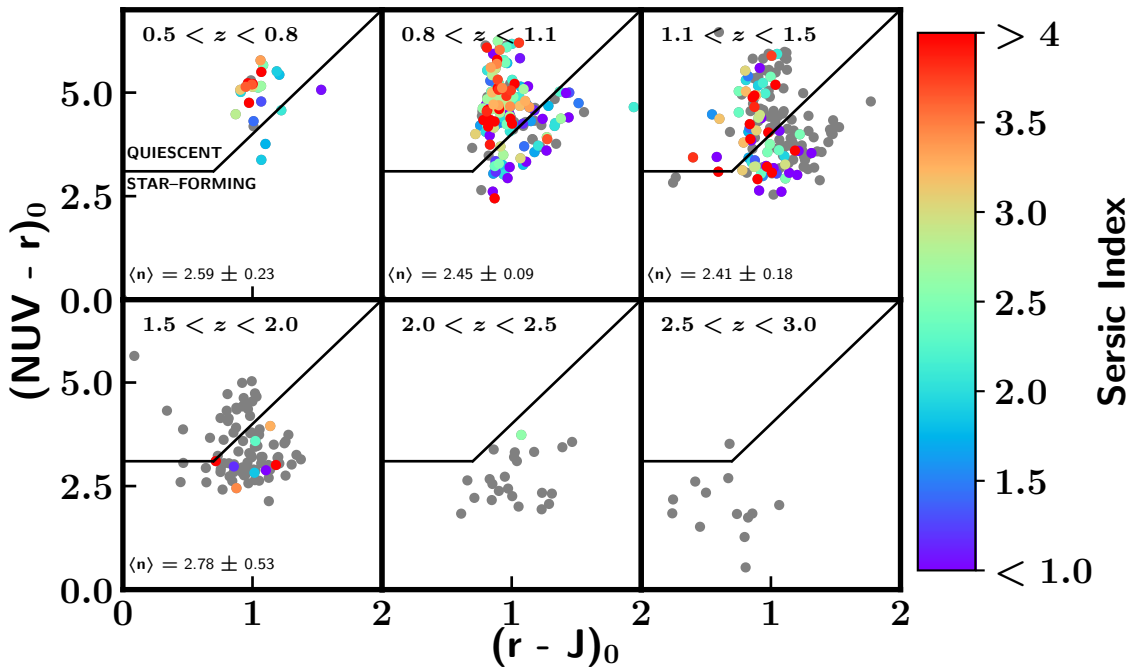 0.5 < z < 0.8
0.8 < z < 1.1
1.1 < z < 1.5
> 4
5.0
3.5
QUIESCENT
STAR–FORMING
2.5
3.0
⟨n⟩ = 2.59 ± 0.23
⟨n⟩ = 2.45 ± 0.09
⟨n⟩ = 2.41 ± 0.18
0.0
2.5
1.5 < z < 2.0
2.0 < z < 2.5
2.5 < z < 3.0
5.0
2.0
2.5
1.5
⟨n⟩ = 2.78 ± 0.53
< 1.0
0.0
0 1 2 1 2 1 2
(r - J)0
(NUV - r)0
Sersic Index